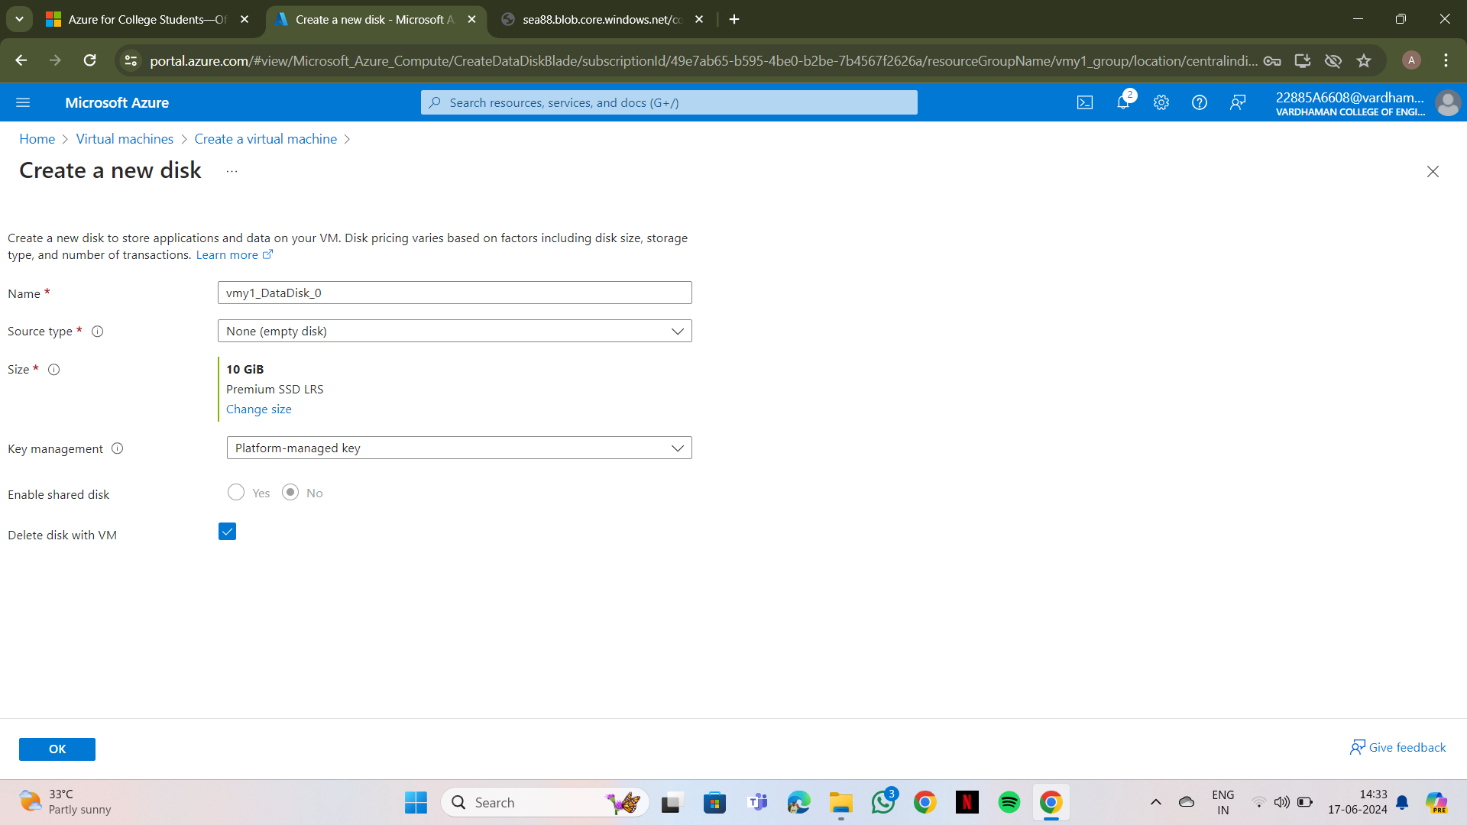 Azure for College Students—Of
Create a new disk - Microsoft A
sea88.blob.core.windows.net/co
portal.azure.com/#view/Microsoft_Azure_Compute/CreateDataDiskBlade/subscriptionId/49e7ab65-b595-4be0-b2be-7b4567f2626a/resourceGroupName/vmy1_group/location/centralindi...
A
Microsoft Azure
Search resources, services, and docs (G+/)
2
22885A6608@vardham...
VARDHAMAN COLLEGE OF ENGI...
Home > Virtual machines > Create a virtual machine >
Create a new disk ...
Create a new disk to store applications and data on your VM. Disk pricing varies based on factors including disk size, storage
type, and number of transactions. Learn more
Name *
vmy1_DataDisk_0
Source type *
None (empty disk)
Size *
10 GiB
Premium SSD LRS
Change size
Key management
Platform-managed key
Enable shared disk
Yes
No
Delete disk with VM
OK
Give feedback
33°C
Partly sunny
Search
3
ENG
IN
14:33
17-06-2024
PRE